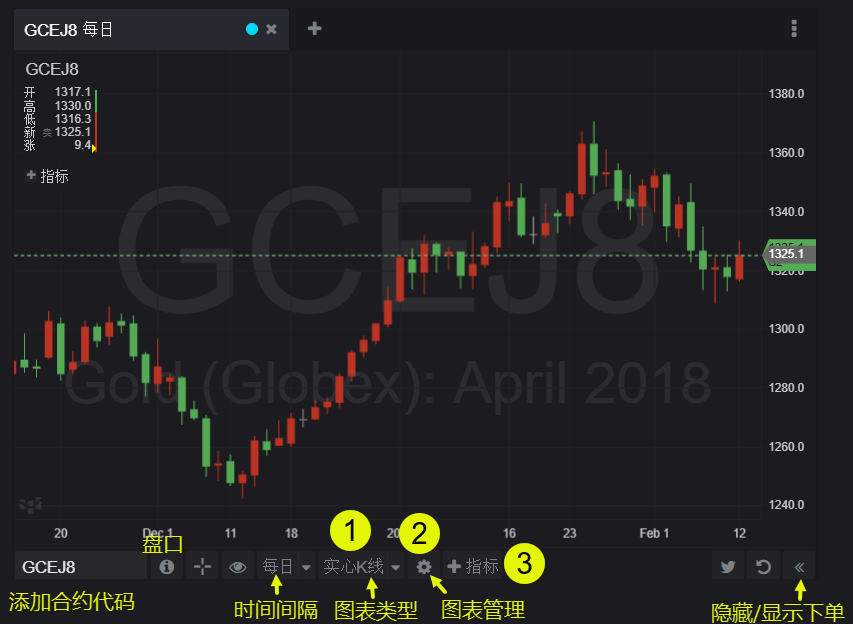 GCEJ8 每日
GCEJ8
开 1317.1
高 1330.0
低 1316.3
新 1325.1
涨 9.4
指标
GCEJ8
Gold (Globex): April 2018
1380.0
1360.0
1340.0
1325.1
1320.0
1300.0
1280.0
1260.0
1240.0
20 Dec 1 11 18 20 16 23 Feb 1 12
盘口
1
2
3
GCEJ8 每日 实心K线 指标
添加合约代码
时间间隔
图表类型
图表管理
隐藏/显示下单